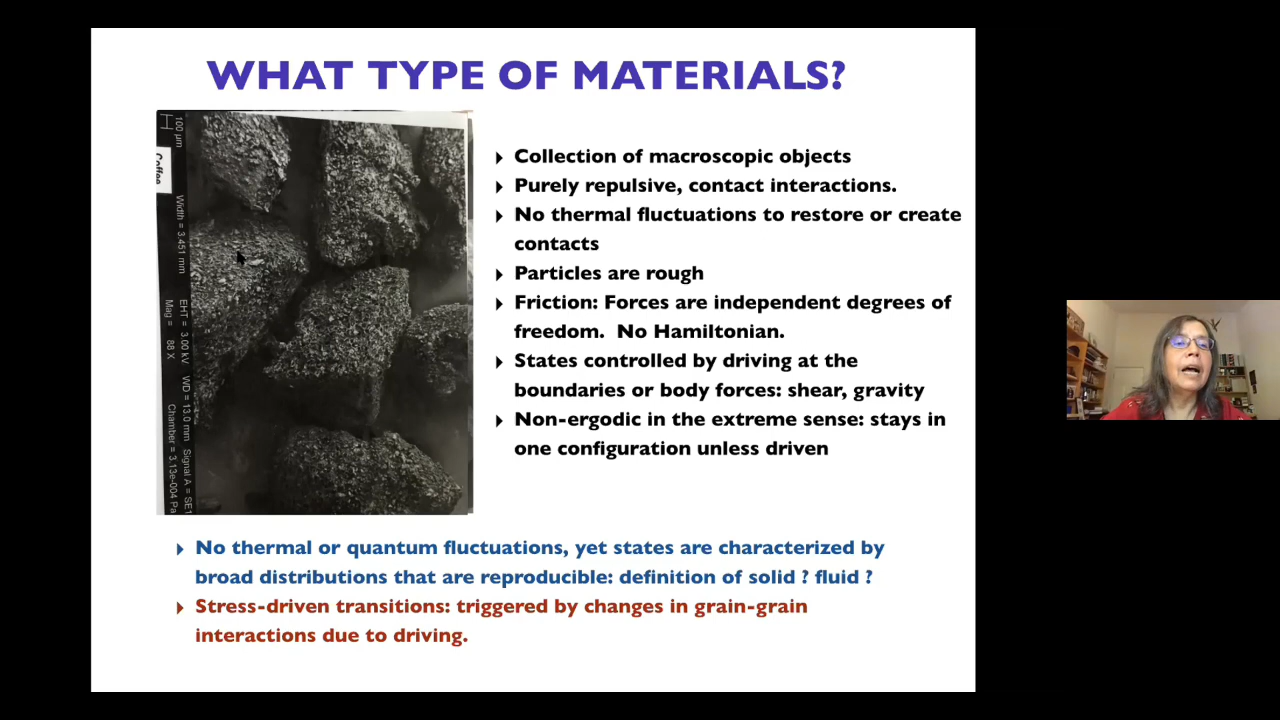 WHAT TYPE OF MATERIALS?
100 µm
Coffee
Width = 3.451 mm
Mag = 88 X
EHT = 3.00 kV
WD = 13.0 mm
Signal A = SE1
Chamber = 3.13e-004 Pa
Collection of macroscopic objects
Purely repulsive, contact interactions.
No thermal fluctuations to restore or create
contacts
Particles are rough
Friction: Forces are independent degrees of
freedom. No Hamiltonian.
States controlled by driving at the
boundaries or body forces: shear, gravity
Non-ergodic in the extreme sense: stays in
one configuration unless driven
No thermal or quantum fluctuations, yet states are characterized by
broad distributions that are reproducible: definition of solid ? fluid ?
Stress-driven transitions: triggered by changes in grain-grain
interactions due to driving.